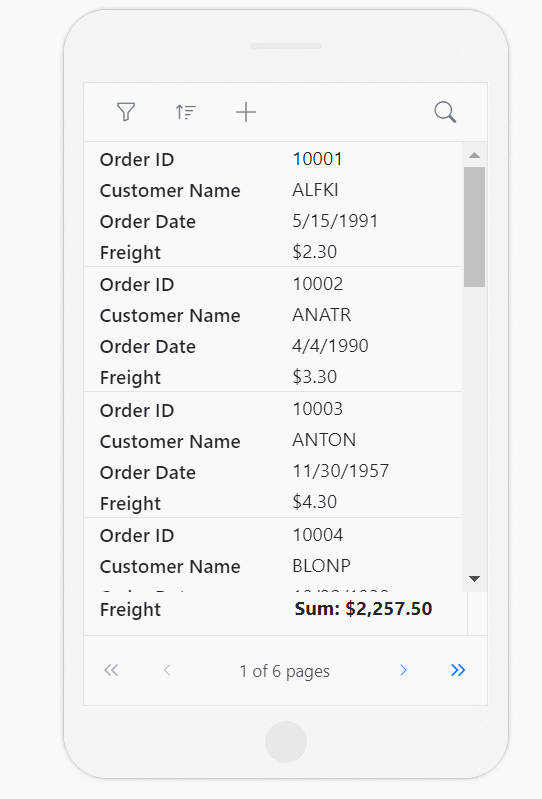 Order ID 10001
Customer Name ALFKI
Order Date 5/15/1991
Freight $2.30
Order ID 10002
Customer Name ANATR
Order Date 4/4/1990
Freight $3.30
Order ID 10003
Customer Name ANTON
Order Date 11/30/1957
Freight $4.30
Order ID 10004
Customer Name BLONP
Freight Sum: $2,257.50
1 of 6 pages